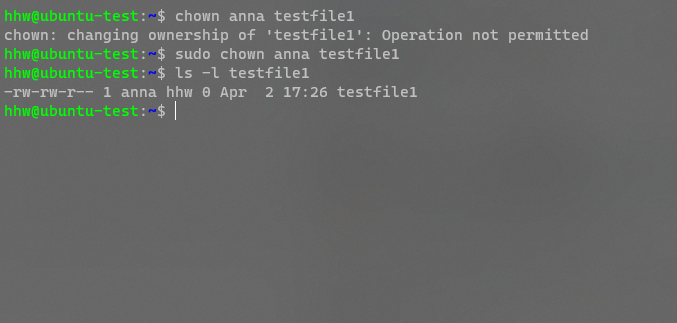 hhw@ubuntu-test:~$ chown anna testfile1
chown: changing ownership of 'testfile1': Operation not permitted
hhw@ubuntu-test:~$ sudo chown anna testfile1
hhw@ubuntu-test:~$ ls -l testfile1
-rw-rw-r-- 1 anna hhw 0 Apr  2 17:26 testfile1
hhw@ubuntu-test:~$